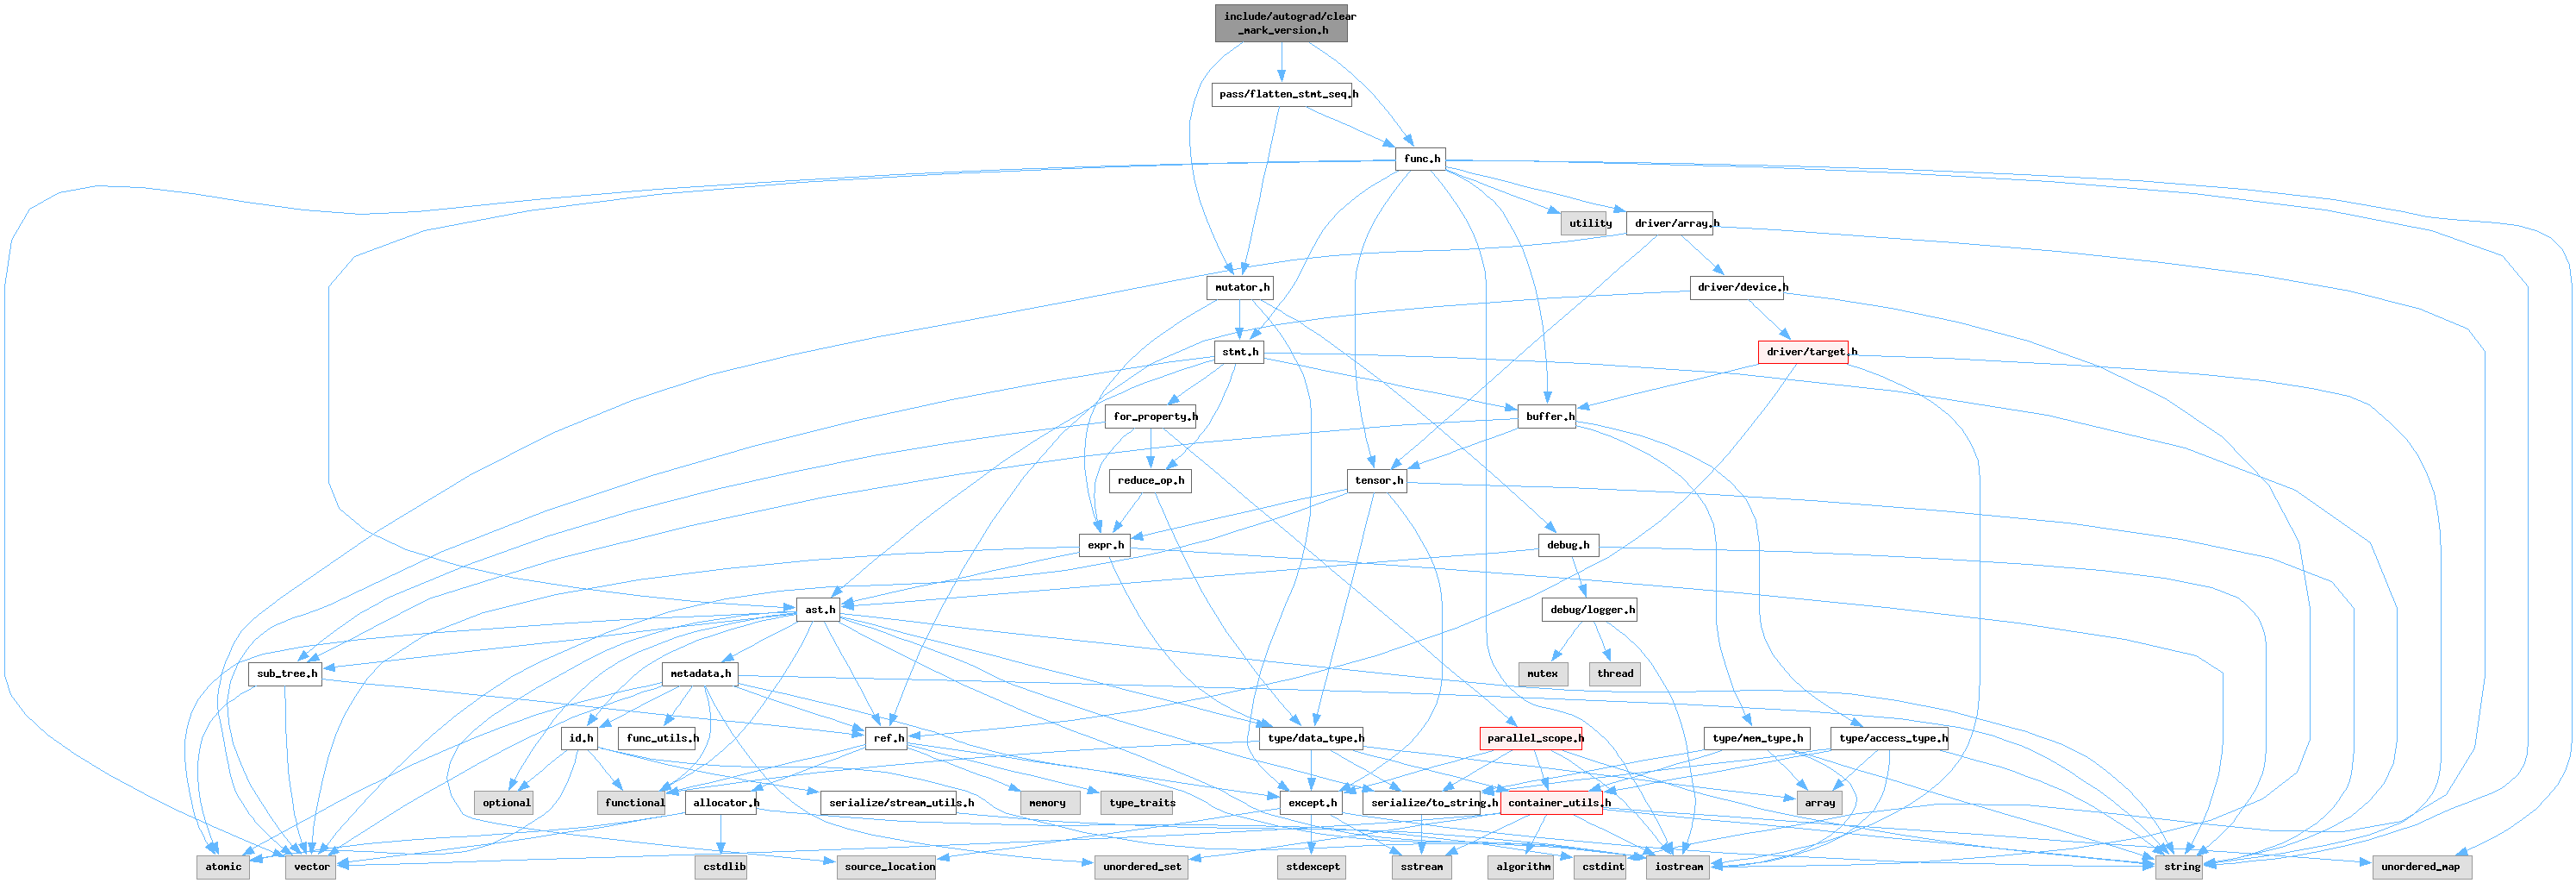 include/autograd/clear
_mark_version.h
pass/flatten_stmt_seq.h
func.h
utility
driver/array.h
mutator.h
driver/device.h
stmt.h
driver/target.h
for_property.h
buffer.h
reduce_op.h
tensor.h
expr.h
debug.h
ast.h
debug/logger.h
sub_tree.h
metadata.h
mutex
thread
id.h
func_utils.h
ref.h
type/data_type.h
parallel_scope.h
type/mem_type.h
type/access_type.h
optional
functional
allocator.h
serialize/stream_utils.h
memory
type_traits
except.h
serialize/to_string.h
container_utils.h
array
atomic
vector
cstdlib
source_location
unordered_set
stdexcept
sstream
algorithm
cstdint
iostream
string
unordered_map